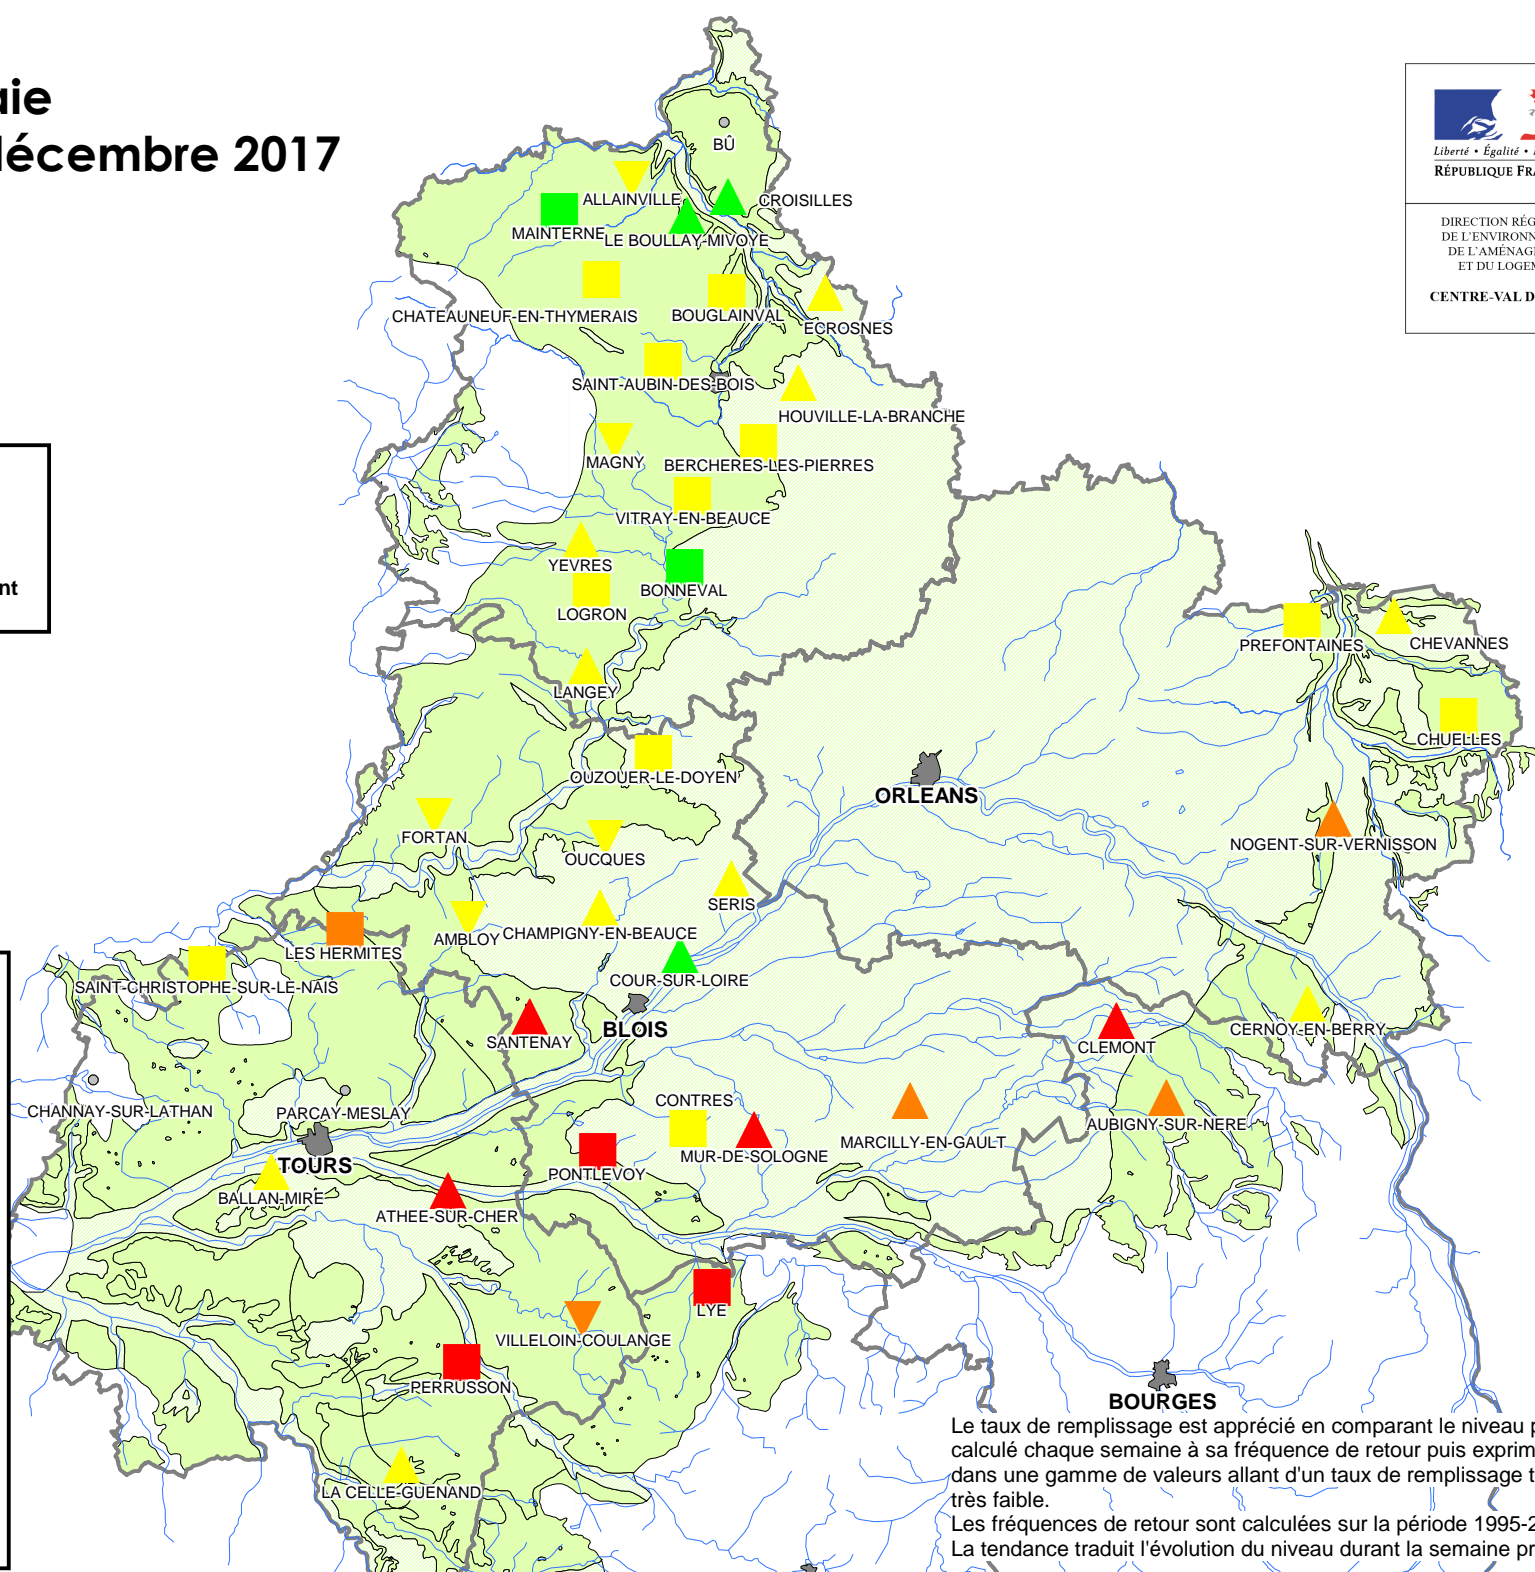 aie
décembre 2017
Liberté • Égalité •
RÉPUBLIQUE FRA
DIRECTION RÉG
DE L'ENVIRONN
DE L'AMÉNAGE
ET DU LOGEM
CENTRE-VAL D
nt
BÛ
ALLAINVILLE
CROISILLES
MAINTERNE
LE BOULLAY-MIVOYE
CHATEAUNEUF-EN-THYMERAIS
BOUGLAINVAL
ECROSNES
SAINT-AUBIN-DES-BOIS
HOUVILLE-LA-BRANCHE
MAGNY
BERCHERES-LES-PIERRES
VITRAY-EN-BEAUCE
YEVRES
BONNEVAL
LOGRON
PREFONTAINES
CHEVANNES
LANGEY
CHUELLES
OUZOUER-LE-DOYEN
ORLEANS
FORTAN
OUCQUES
NOGENT-SUR-VERNISSON
SERIS
AMBLOY
CHAMPIGNY-EN-BEAUCE
LES HERMITES
COUR-SUR-LOIRE
SAINT-CHRISTOPHE-SUR-LE-NAIS
BLOIS
CERNOY-EN-BERRY
SANTENAY
CLEMONT
CONTRES
CHANNAY-SUR-LATHAN
PARCAY-MESLAY
AUBIGNY-SUR-NERE
MARCILLY-EN-GAULT
MUR-DE-SOLOGNE
TOURS
PONTLEVOY
BALLAN-MIRE
ATHEE-SUR-CHER
LYE
VILLELOIN-COULANGE
PERRUSSON
BOURGES
LA CELLE-GUENAND
Le taux de remplissage est apprécié en comparant le niveau p
calculé chaque semaine à sa fréquence de retour puis exprim
dans une gamme de valeurs allant d'un taux de remplissage t
très faible.
Les fréquences de retour sont calculées sur la période 1995-2
La tendance traduit l'évolution du niveau durant la semaine pr